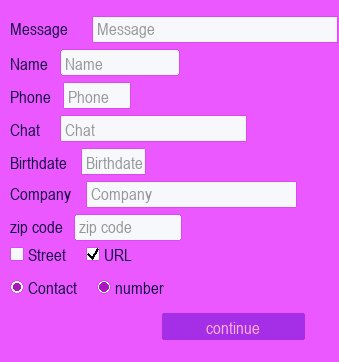 Message Message
Name Name
Phone Phone
Chat Chat
Birthdate Birthdate
Company Company
zip code zip code
Street URL
Contact number
continue